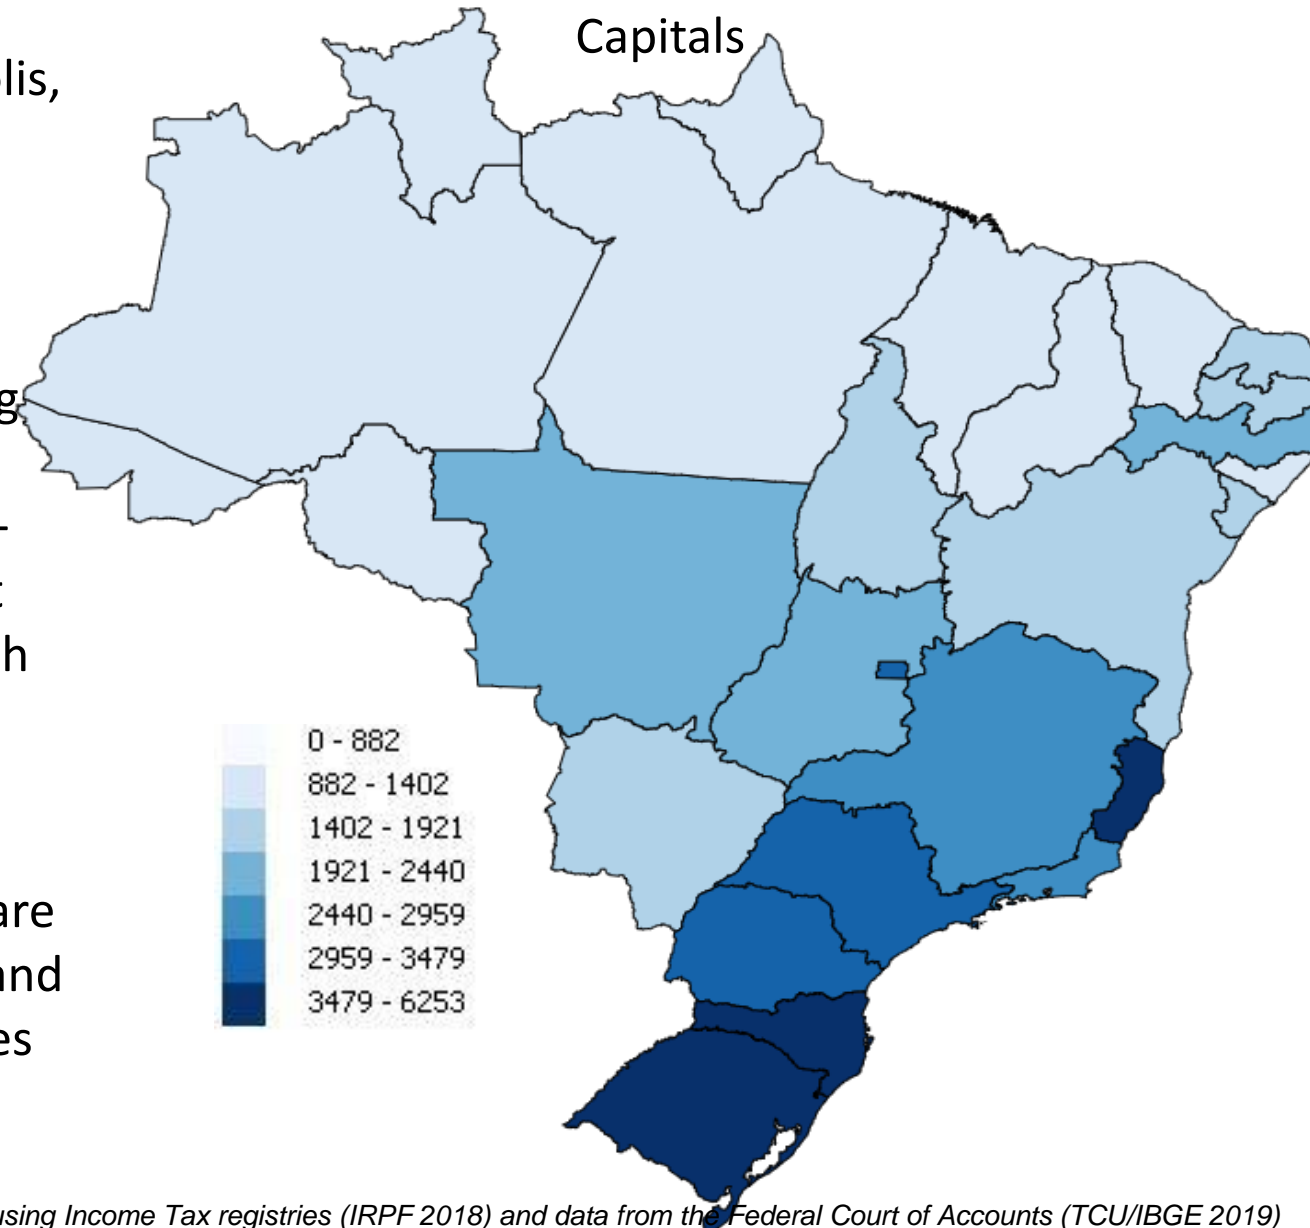 Capitals
lis,
g
-
t
h
0 - 882
882 - 1402
1402 - 1921
1921 - 2440
2440 - 2959
2959 - 3479
3479 - 6253
are
and
es
using Income Tax registries (IRPF 2018) and data from the Federal Court of Accounts (TCU/IBGE 2019)